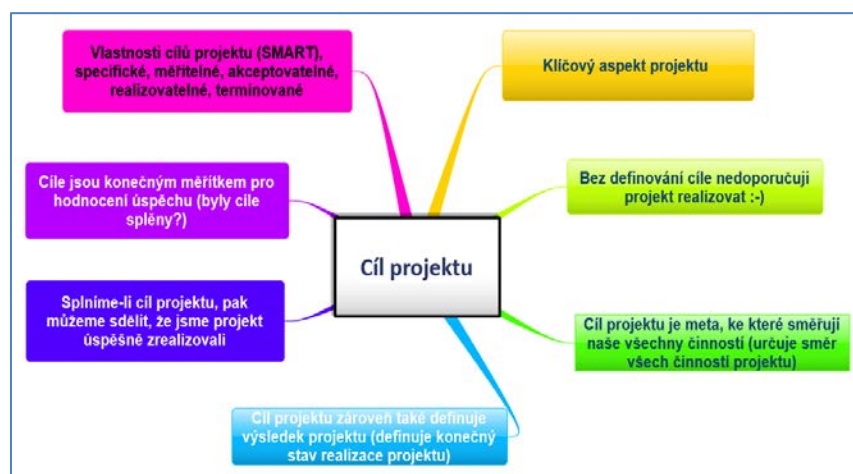 Vlastnosti cílů projektu (SMART),
specifické, měřitelné, akceptovatelné,
realizovatelné, termínované
Klíčový aspekt projektu
Cíle jsou konečným měřítkem pro
hodnocení úspěchu (byly cíle
splěny?)
Bez definování cíle nedoporučuji
projekt realizovat :-)
Cíl projektu
Splníme-li cíl projektu, pak
můžeme sdělit, že jsme projekt
úspěšně zrealizovali
Cíl projektu je meta, ke které směřují
naše všechny činností (určuje směr
všech činností projektu)
Cíl projektu zároveň také definuje
výsledek projektu (definuje konečný
stav realizace projektu)